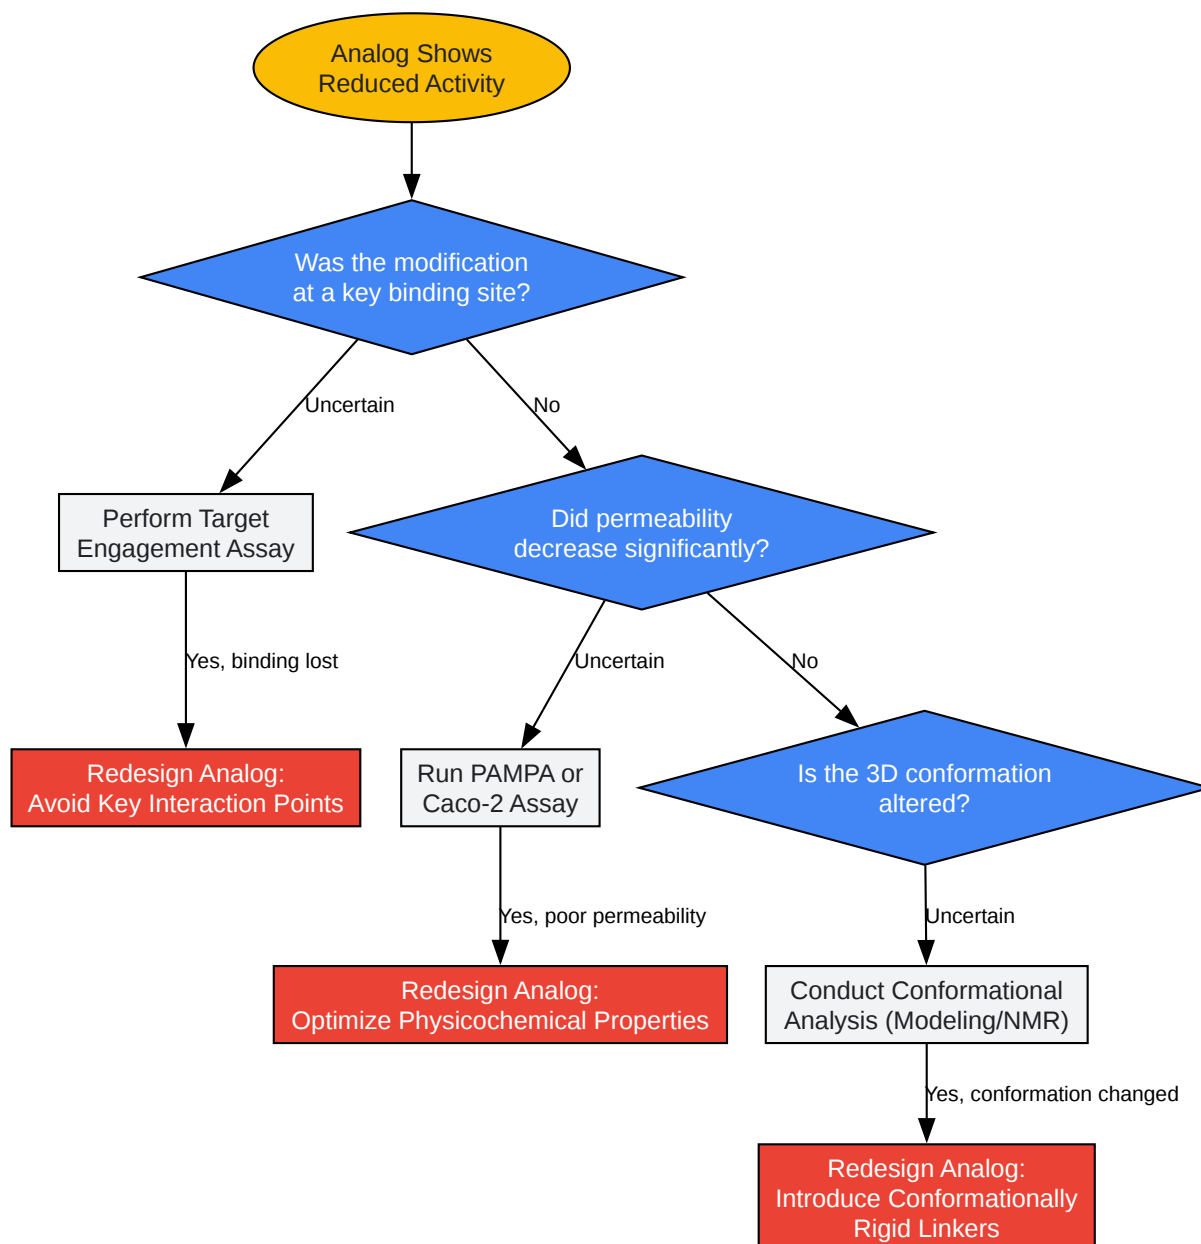 Analog Shows
Reduced Activity
Was the modification
at a key binding site?
Uncertain
No
Perform Target
Engagement Assay
Did permeability
decrease significantly?
Yes, binding lost
Uncertain
No
Redesign Analog:
Avoid Key Interaction Points
Run PAMPA or
Caco-2 Assay
Is the 3D conformation
altered?
Yes, poor permeability
Uncertain
Redesign Analog:
Optimize Physicochemical Properties
Conduct Conformational
Analysis (Modeling/NMR)
Yes, conformation changed
Redesign Analog:
Introduce Conformationally
Rigid Linkers